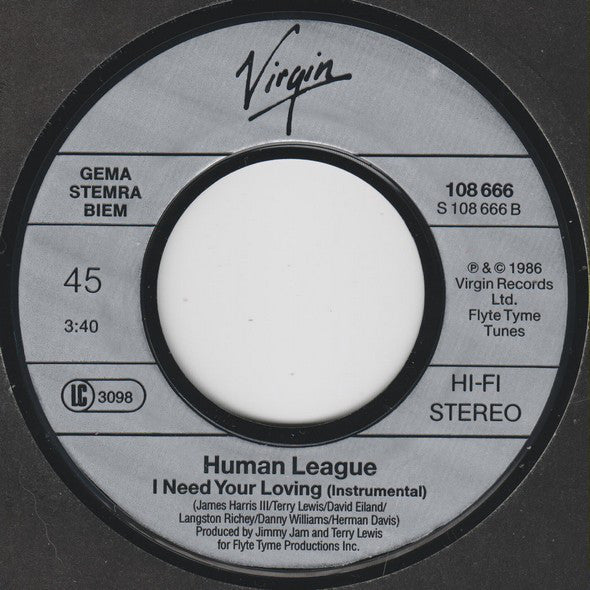 Virgin
GEMA
STEMRA
BIEM
108 666
S 108 666 B
45
3:40
℗ & © 1986
Virgin Records
Ltd.
Flyte Tyme
Tunes
LC 3098
HI-FI
STEREO
Human League
I Need Your Loving (Instrumental)
(James Harris III/Terry Lewis/David Eiland/
Langston Richey/Danny Williams/Herman Davis)
Produced by Jimmy Jam and Terry Lewis
for Flyte Tyme Productions Inc.